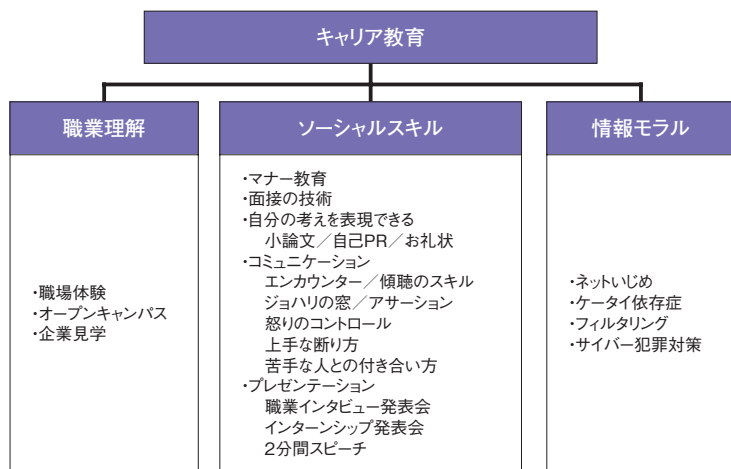 キャリア教育
職業理解
・職場体験
・オープンキャンパス
・企業見学
ソーシャルスキル
・マナー教育
・面接の技術
・自分の考えを表現できる
小論文／自己PR／お礼状
・コミュニケーション
エンカウンター／傾聴のスキル
ジョハリの窓／アサーション
怒りのコントロール
上手な断り方
苦手な人との付き合い方
・プレゼンテーション
職業インタビュー発表会
インターンシップ発表会
2分間スピーチ
情報モラル
・ネットいじめ
・ケータイ依存症
・フィルタリング
・サイバー犯罪対策